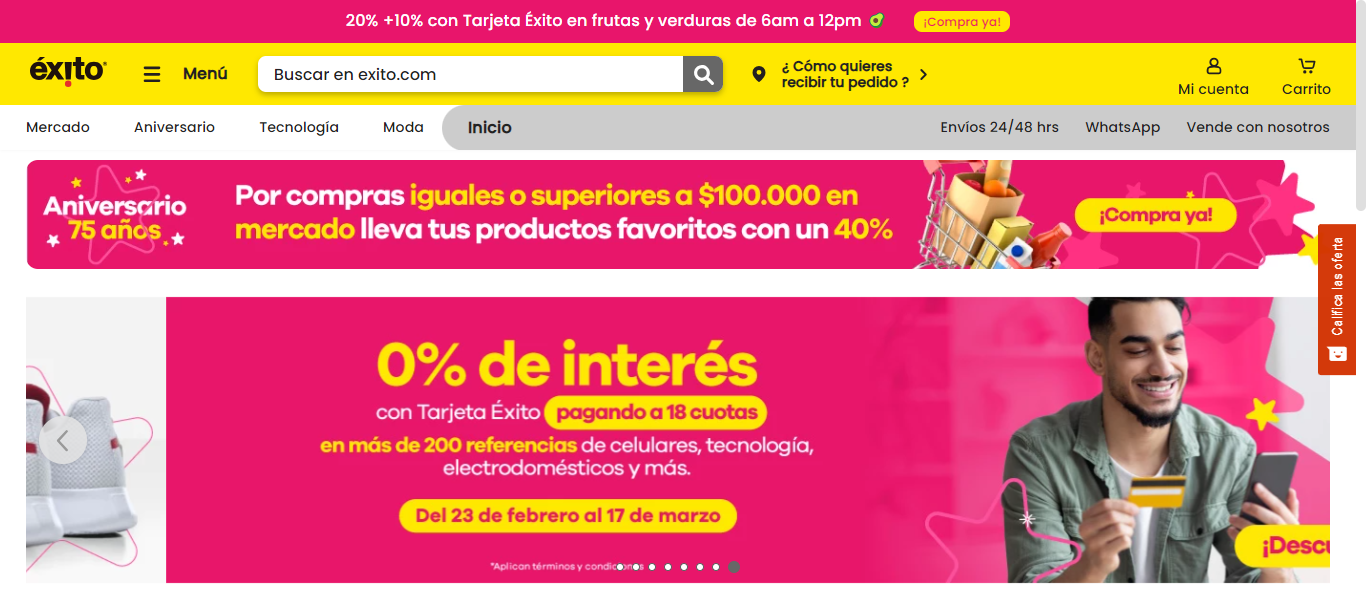 20% +10% con Tarjeta Éxito en frutas y verduras de 6am a 12pm ¡Compra ya!
éxito
Menú
Buscar en exito.com
¿ Cómo quieres
recibir tu pedido ?
Mi cuenta
Carrito
Mercado Aniversario Tecnología Moda Inicio Envíos 24/48 hrs WhatsApp Vende con nosotros
Aniversario
75 años
Por compras iguales o superiores a $100.000 en
mercado lleva tus productos favoritos con un 40%
¡Compra ya!
Califica las oferta
0% de interés
con Tarjeta Éxito pagando a 18 cuotas
en más de 200 referencias de celulares, tecnología,
electrodomésticos y más.
Del 23 de febrero al 17 de marzo
¡Descu
*Aplican términos y condiciones